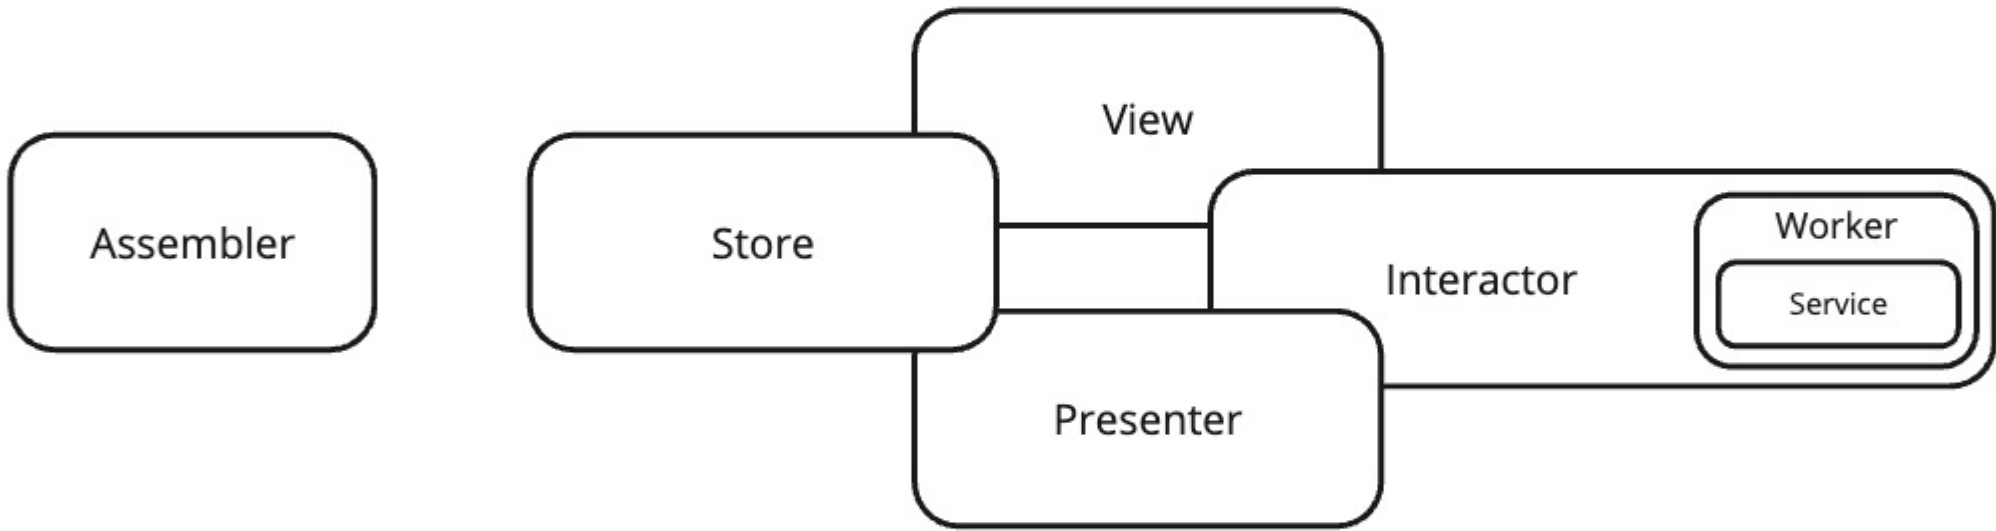 View
Assembler
Store
Worker
Interactor
Service
Presenter